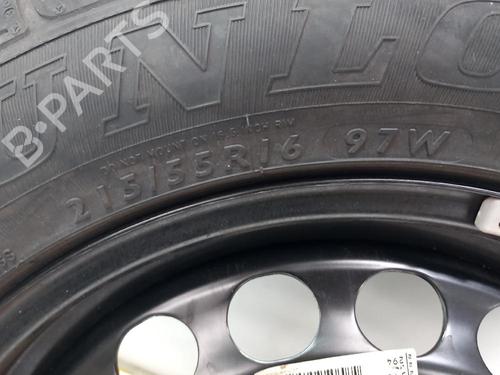 UNLO
DO NOT MOUNT ON 16.5 INCH RIM
215/55R16 97W
B-PARTS